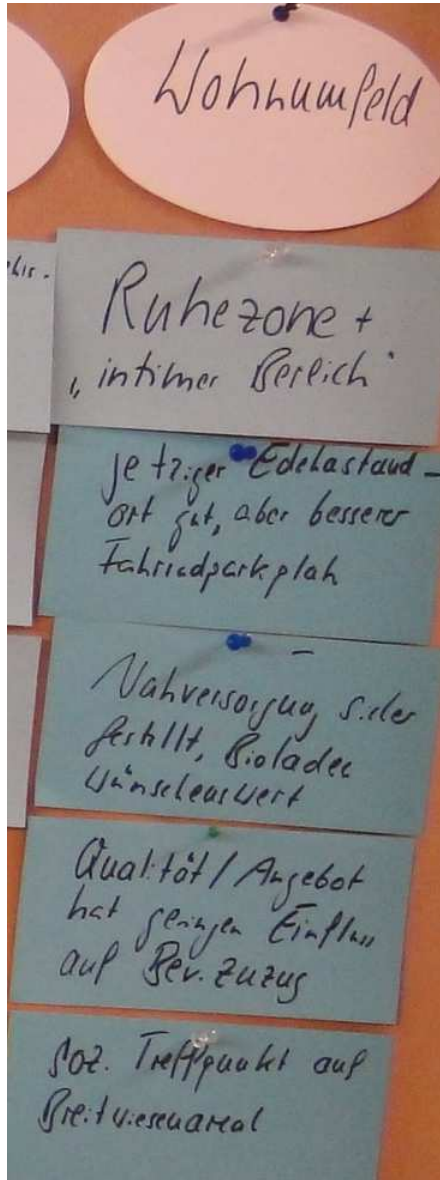 Wohnumfeld
Ruhezone +
„intimer Bereich"
jetziger Edekastand-
ort gut, aber besserer
Fahrradparkplatz
Nahversorgung sicher
gestellt, Bioladen
wünschenswert
Qualität/Angebot
hat geringen Einfluss
auf Bev.zuzug
Soz. Treffpunkt auf
Breitwiesenareal